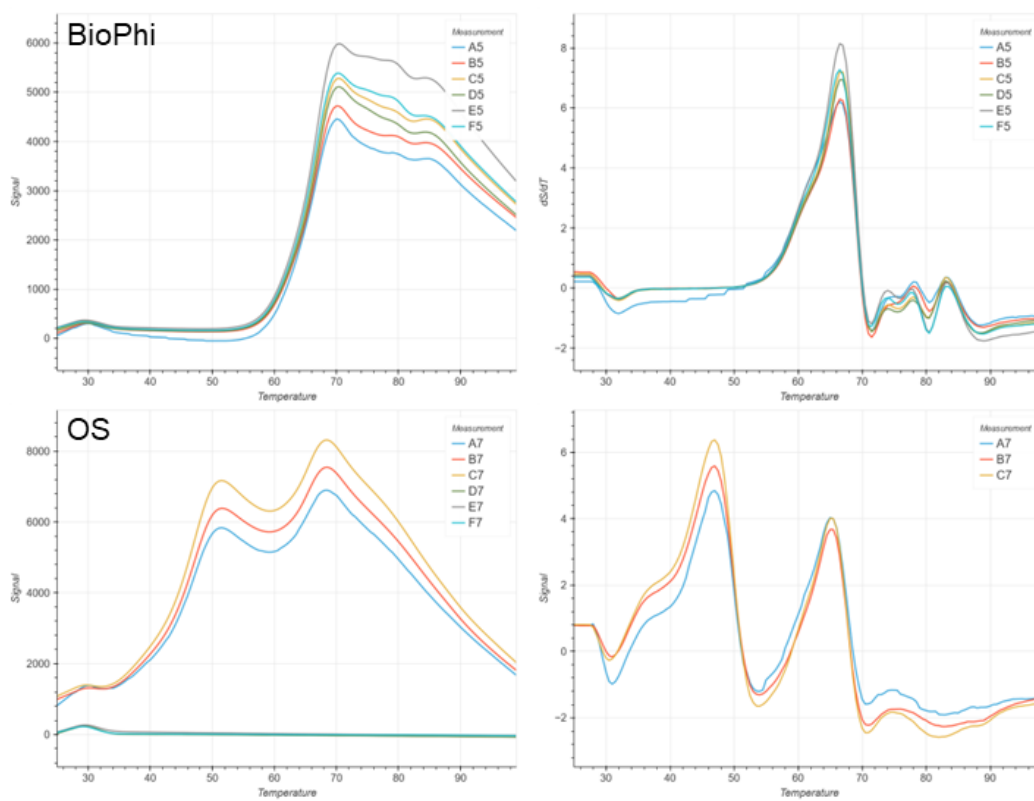 BioPhi
Measurement
A5
B5
C5
D5
E5
F5
Signal
6000
5000
4000
3000
2000
1000
0
30 40 50 60 70 80 90
Temperature
Measurement
A5
B5
C5
D5
E5
F5
dS/dT
8
6
4
2
0
−2
30 40 50 60 70 80 90
Temperature
OS
Measurement
A7
B7
C7
D7
E7
F7
Signal
8000
6000
4000
2000
0
30 40 50 60 70 80 90
Temperature
Measurement
A7
B7
C7
Signal
6
4
2
0
−2
30 40 50 60 70 80 90
Temperature